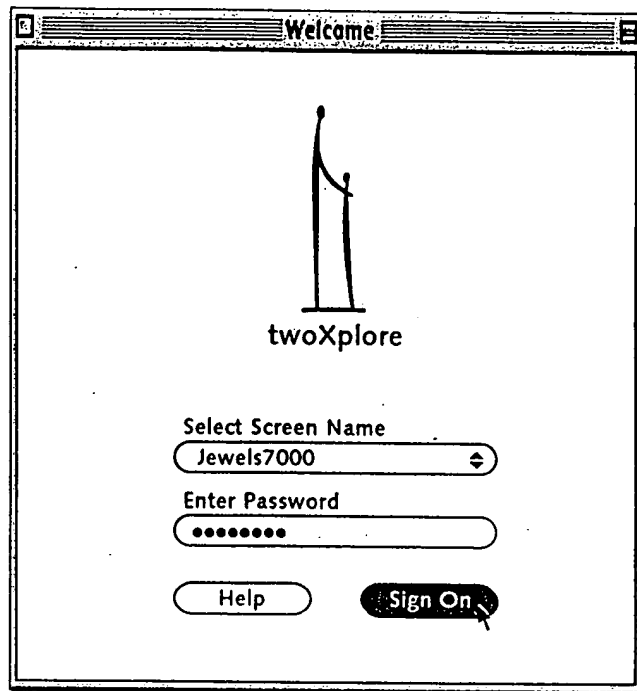 Welcome
twoXplore
Select Screen Name
Jewels7000
Enter Password
●●●●●●●●
Help
Sign On